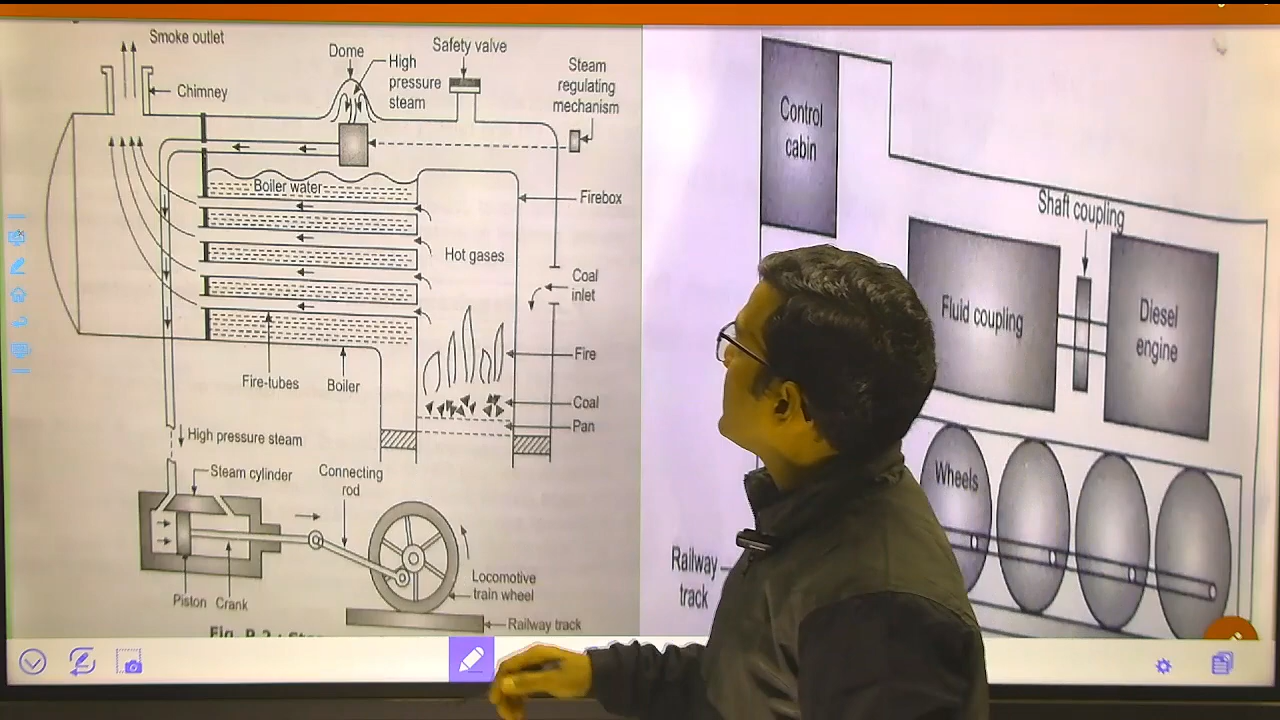 Smoke outlet
Chimney
Dome
High
pressure
steam
Safety valve
Steam
regulating
mechanism
Boiler water
Firebox
Hot gases
Coal
inlet
Fire
Coal
Pan
Fire-tubes
Boiler
High pressure steam
Steam cylinder
Connecting
rod
Piston
Crank
Locomotive
train wheel
Railway track
Control
cabin
Shaft coupling
Fluid coupling
Diesel
engine
Wheels
Railway
track